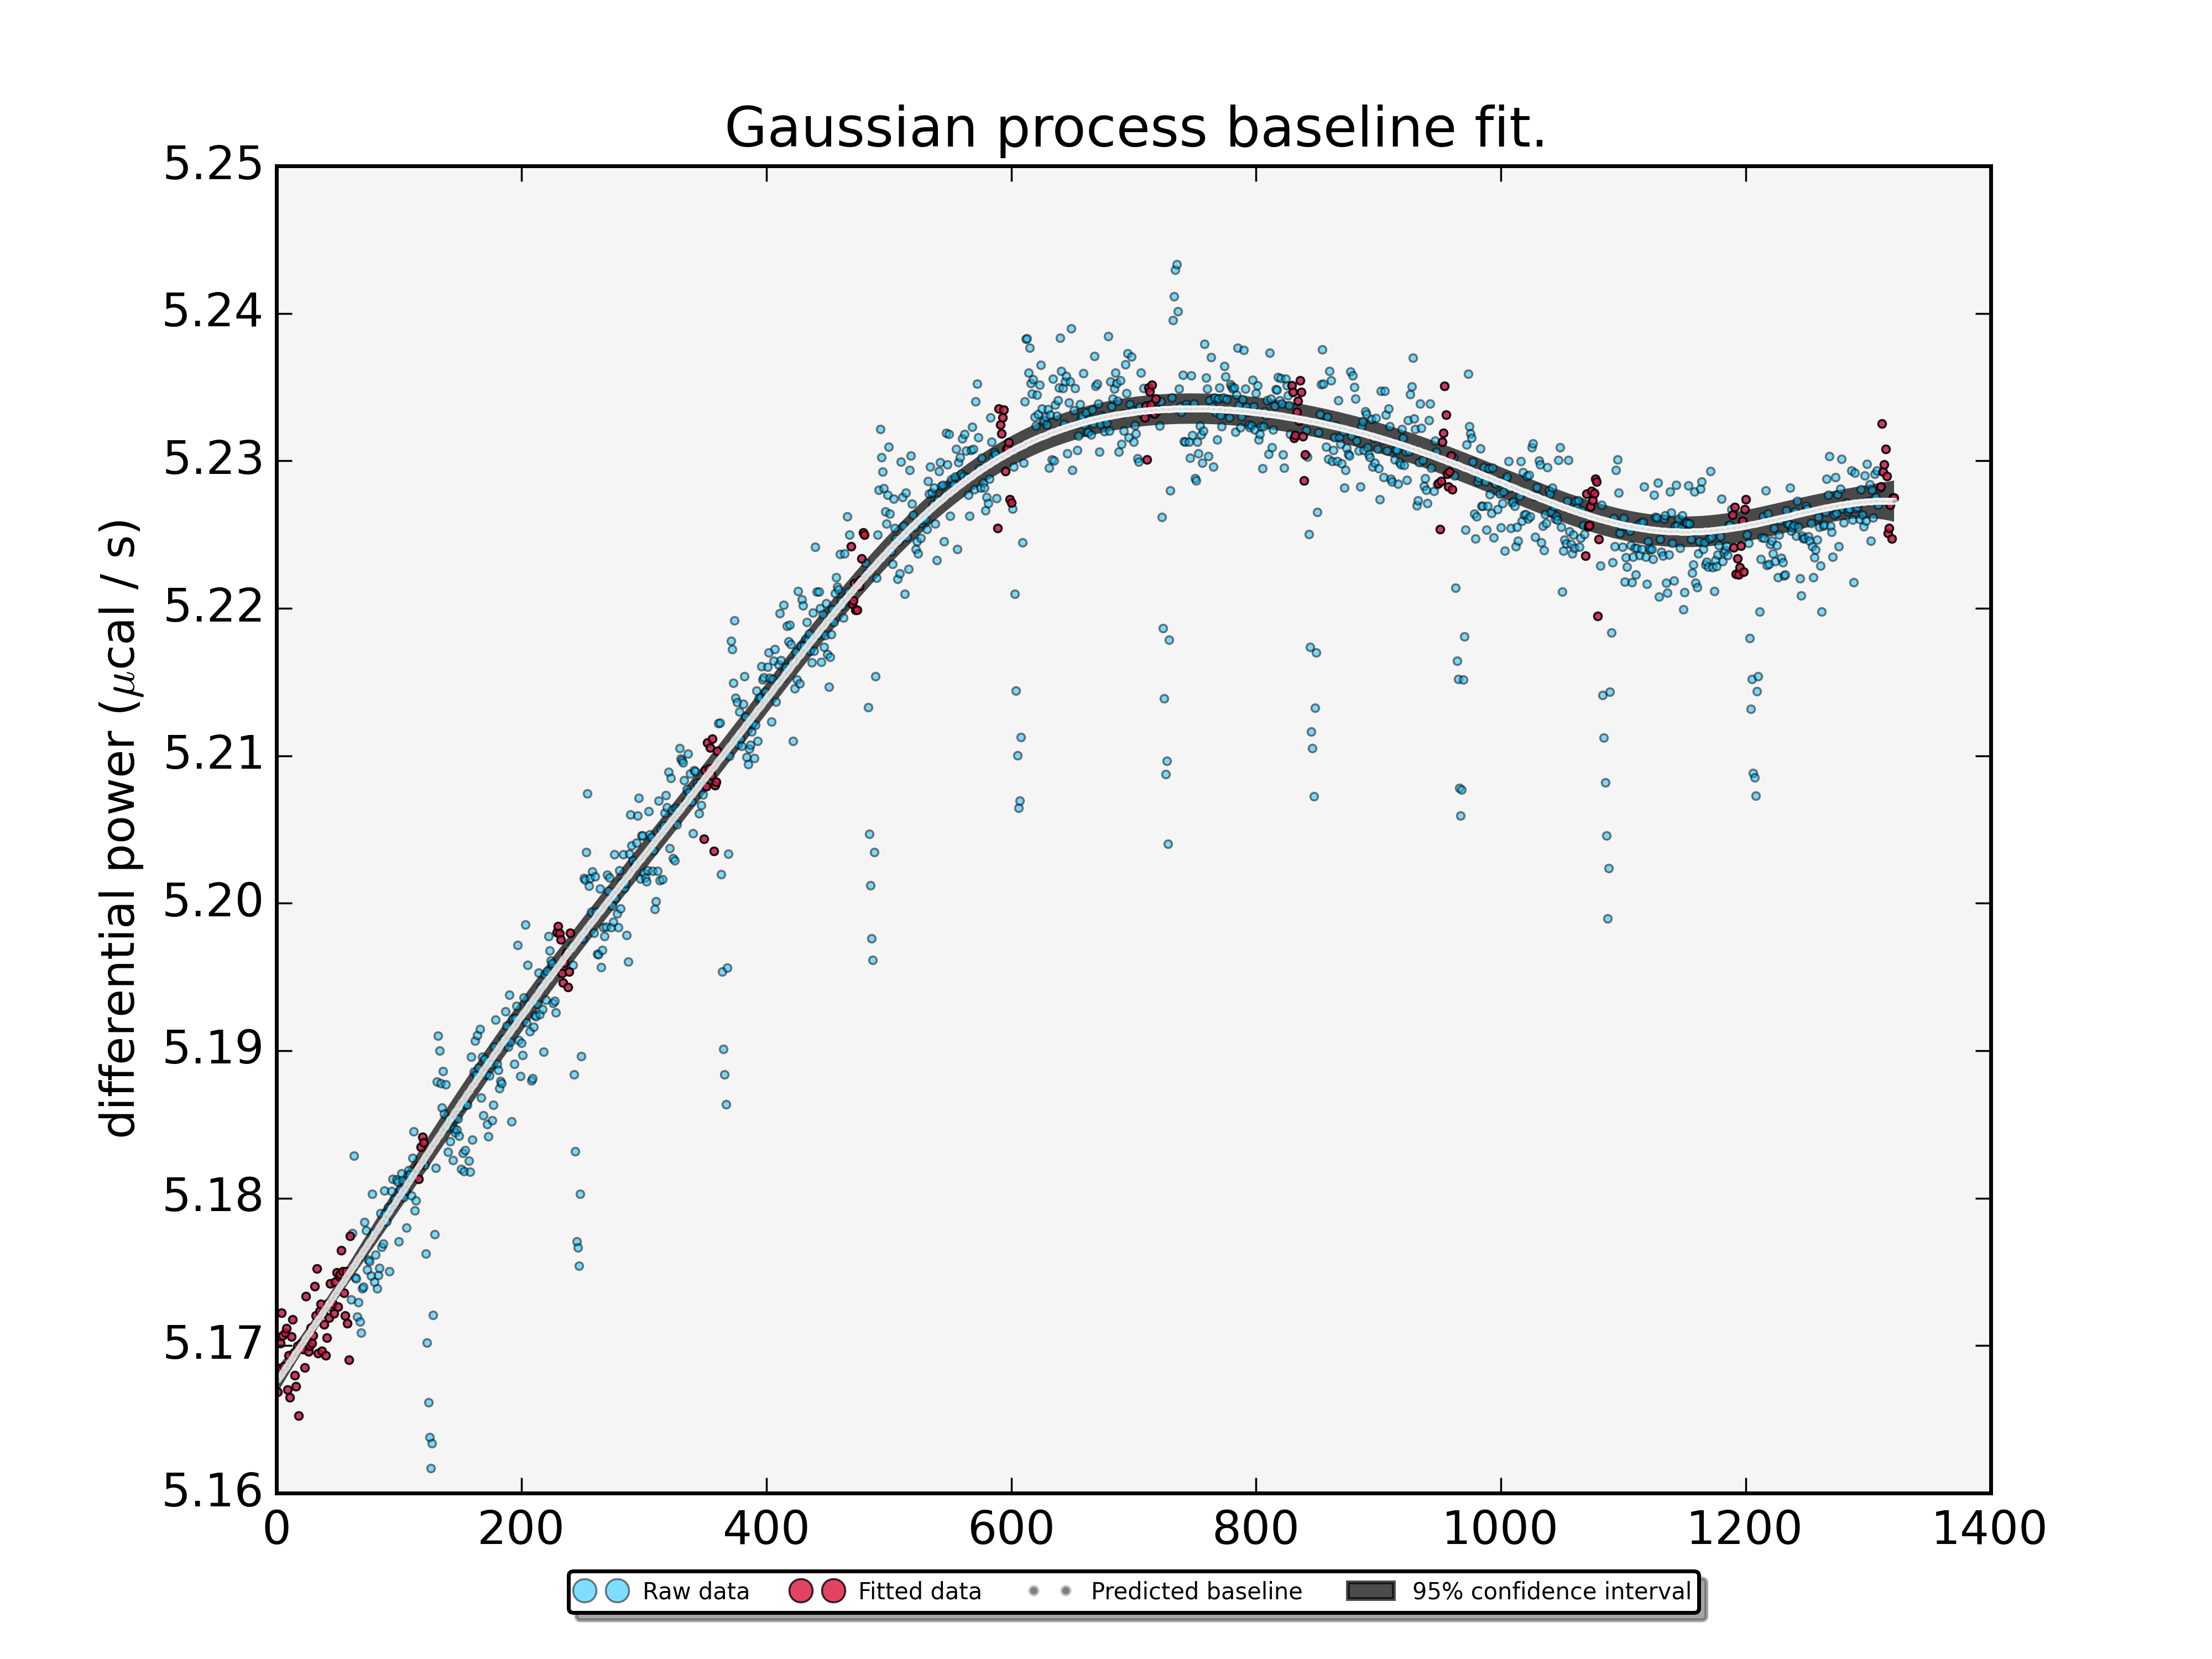 Gaussian process baseline fit.
5.25
5.24
5.23
5.22
5.21
5.20
5.19
5.18
5.17
5.16
differential power (μcal / s)
0 200 400 600 800 1000 1200 1400
Raw data Fitted data Predicted baseline 95% confidence interval